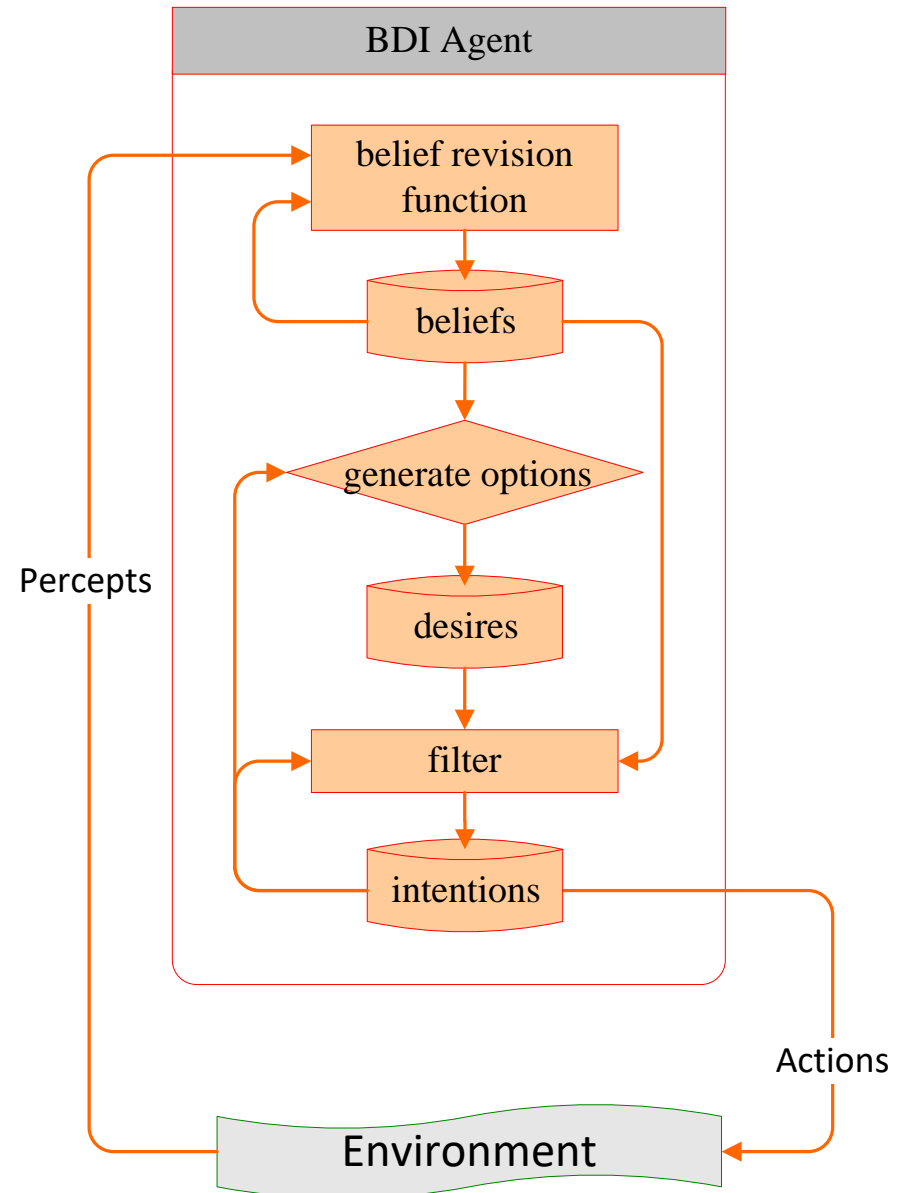 BDI Agent
belief revision
function
beliefs
generate options
Percepts
desires
filter
intentions
Actions
Environment